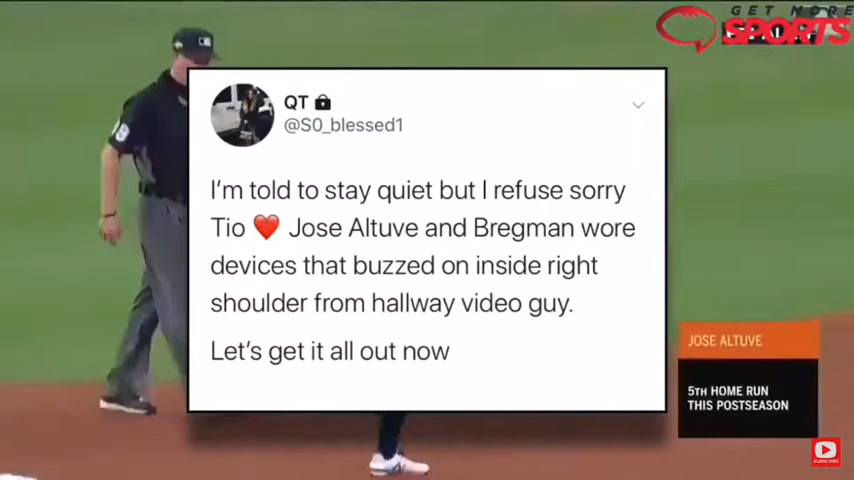 GET MORE
SPORTS
QT
@S0_blessed1
I'm told to stay quiet but I refuse sorry
Tio ❤️ Jose Altuve and Bregman wore
devices that buzzed on inside right
shoulder from hallway video guy.
Let's get it all out now
JOSE ALTUVE
5TH HOME RUN
THIS POSTSEASON
SUBSCRIBE